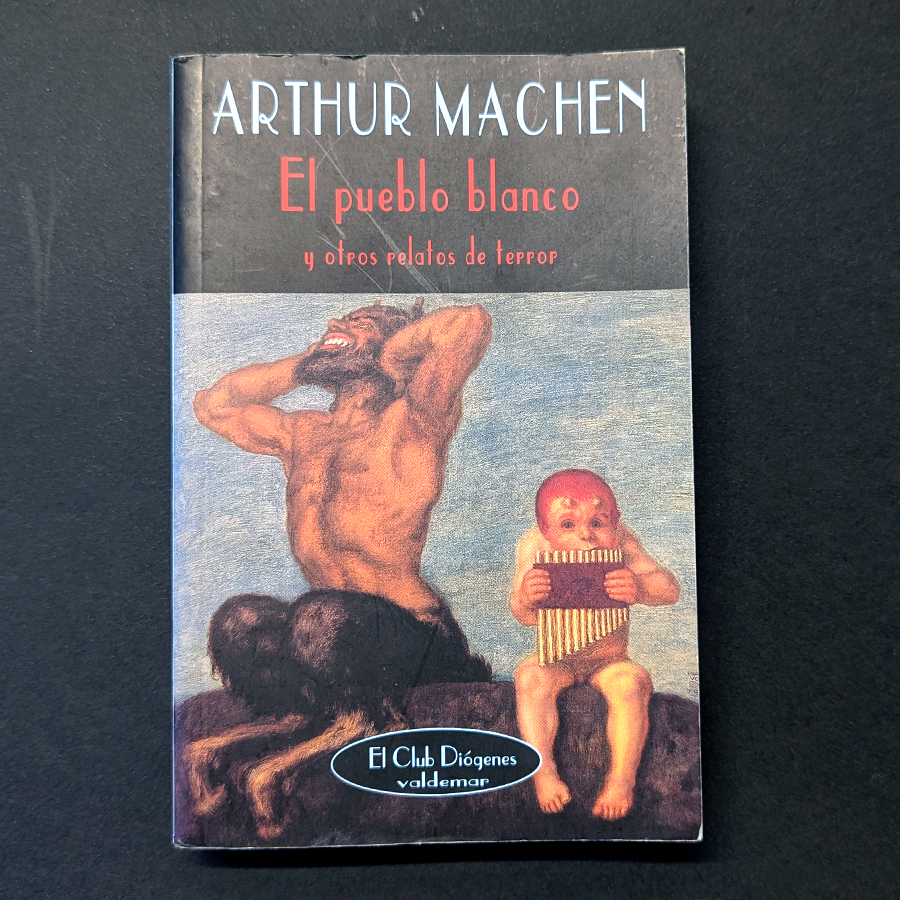 ARTHUR MACHEN
El pueblo blanco
y otros relatos de terror
El Club Diógenes
valdemar